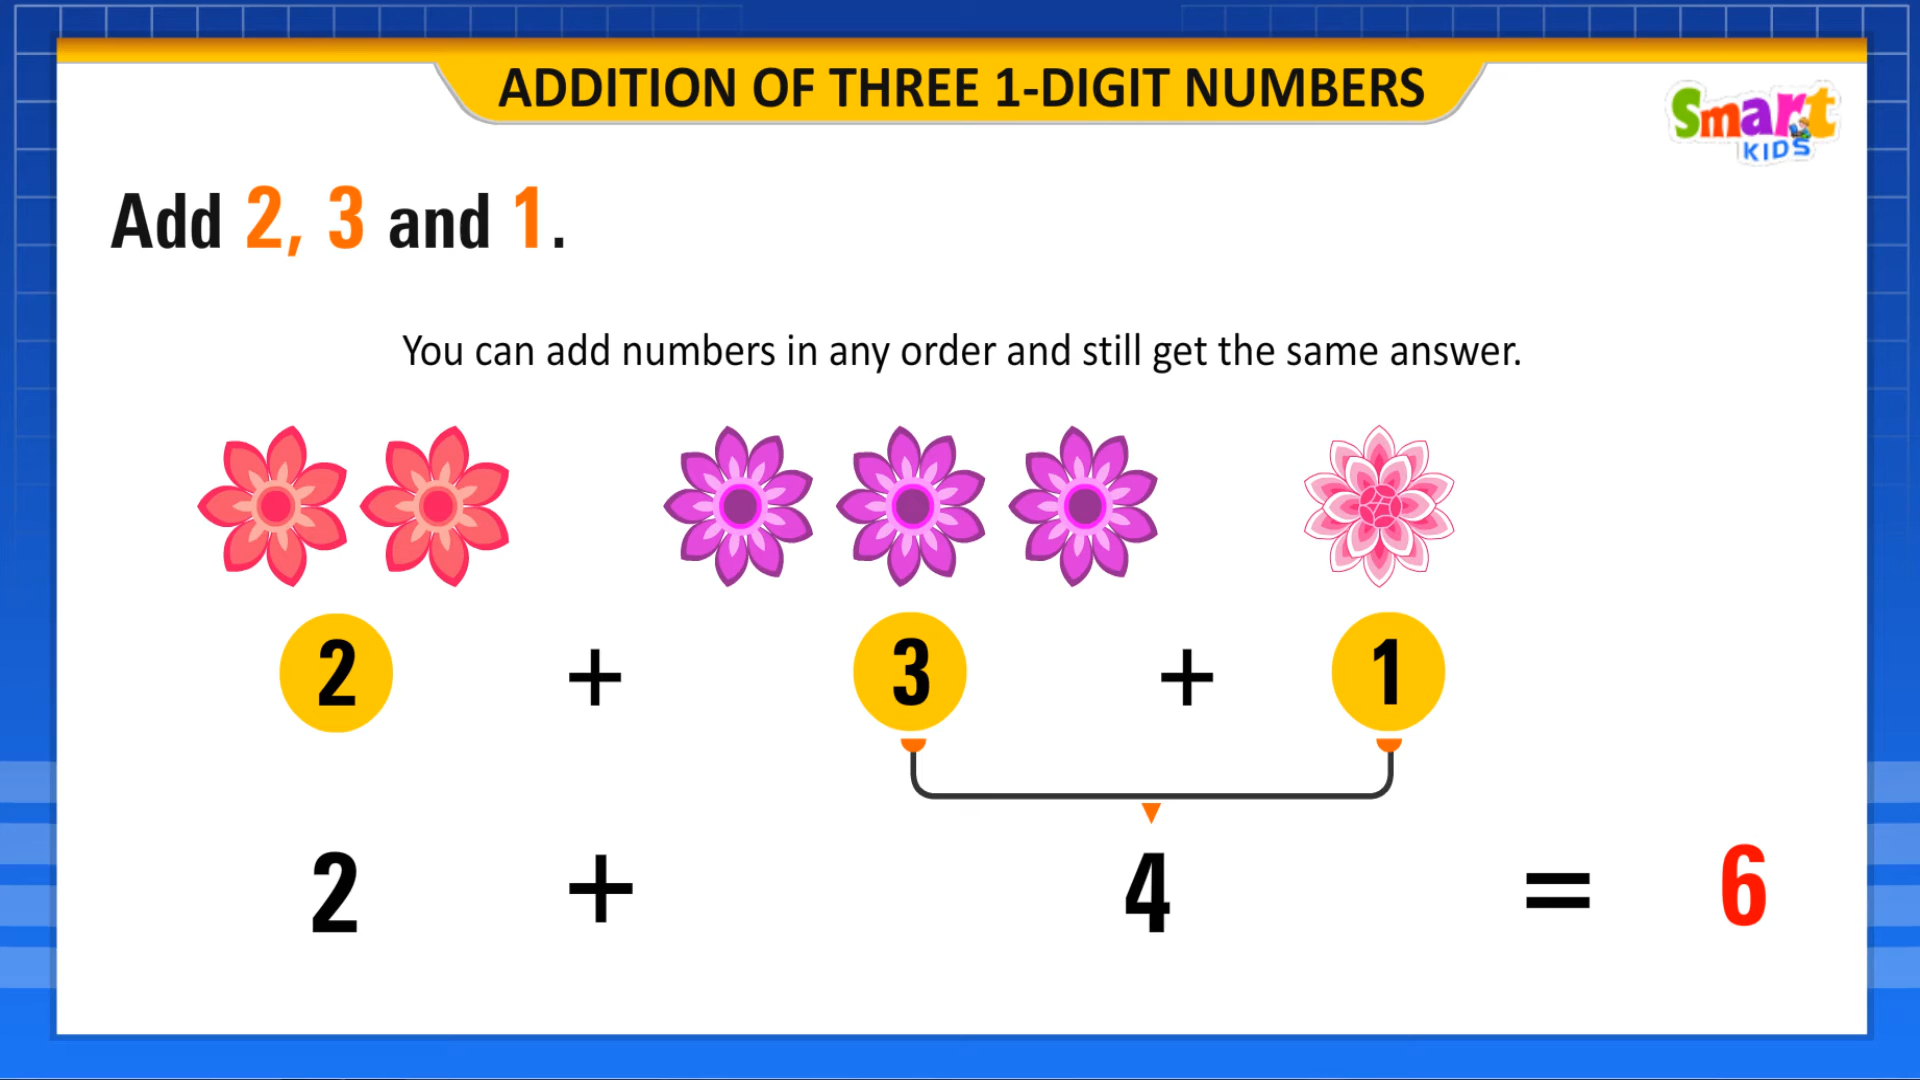 ADDITION OF THREE 1-DIGIT NUMBERS
Smart
KIDS
Add 2, 3 and 1.
You can add numbers in any order and still get the same answer.
2 + 3 + 1
2 + 4 = 6